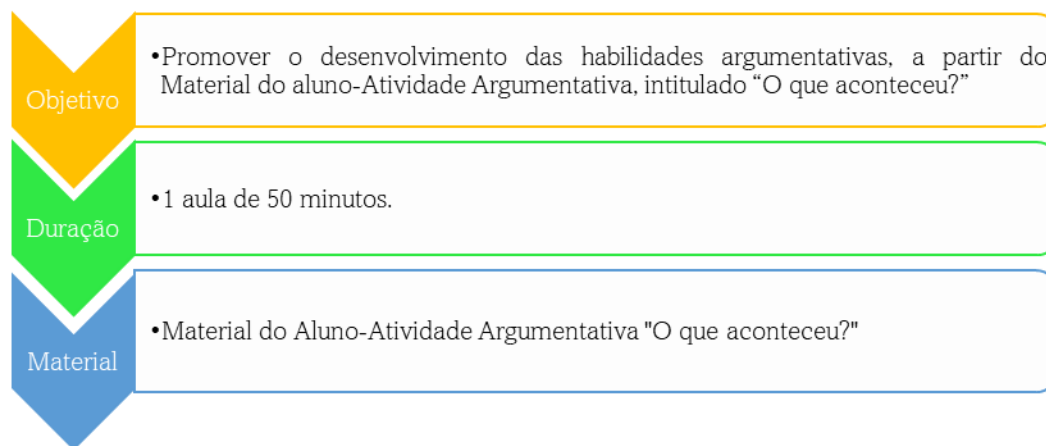 Objetivo
•Promover o desenvolvimento das habilidades argumentativas, a partir do
Material do aluno-Atividade Argumentativa, intitulado “O que aconteceu?”
Duração
•1 aula de 50 minutos.
Material
•Material do Aluno-Atividade Argumentativa "O que aconteceu?"